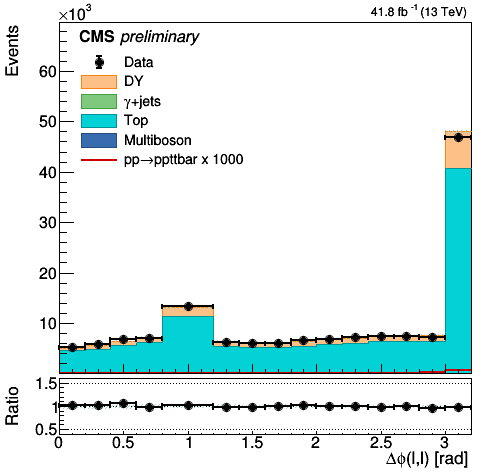 ×10³
41.8 fb⁻¹ (13 TeV)
Events
CMS preliminary
Data
DY
γ+jets
Top
Multiboson
pp→ppttbar x 1000
60
50
40
30
20
10
Ratio
1.5
1
0.5
0 0.5 1 1.5 2 2.5 3
Δϕ(l,l) [rad]